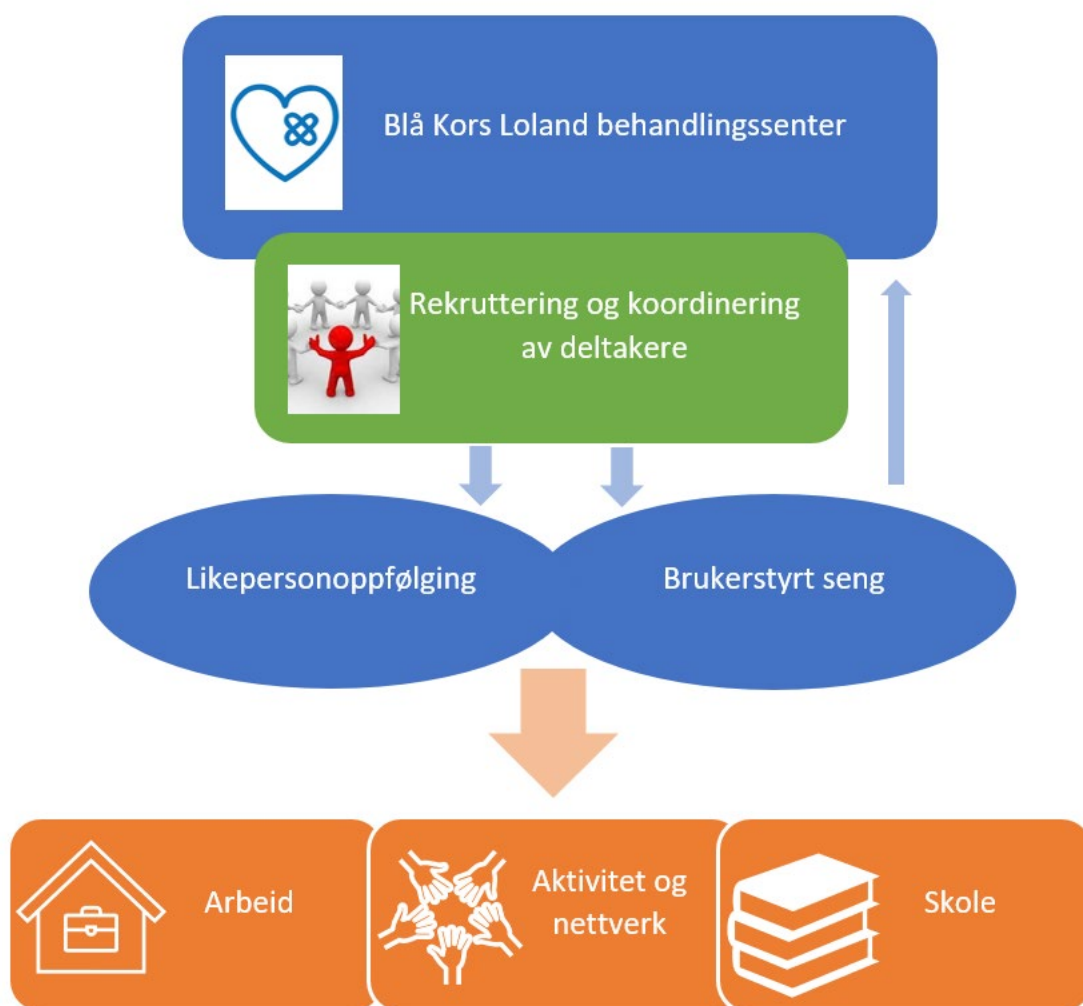 Blå Kors Loland behandlingssenter
Rekruttering og koordinering
av deltakere
Likepersonoppfølging
Brukerstyrt seng
Arbeid
Aktivitet og
nettverk
Skole